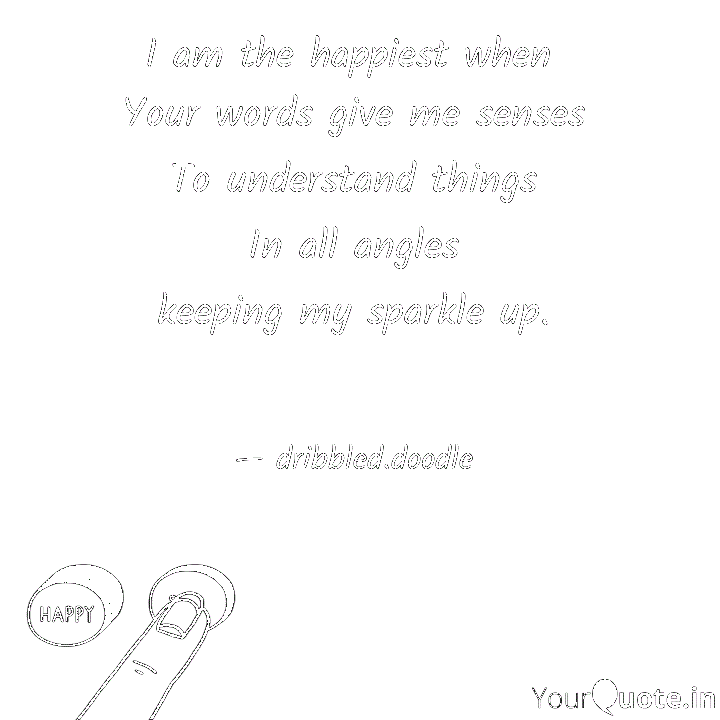 I am the happiest when
Your words give me senses
To understand things
In all angles
keeping my sparkle up.
-- dribbled.doodle
HAPPY
YourQuote.in